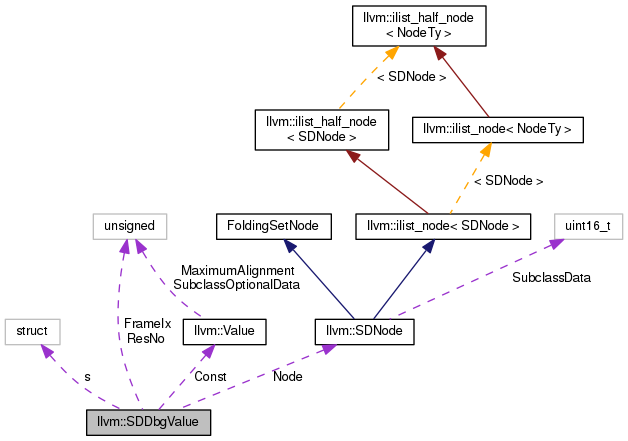 llvm::ilist_half_node
< NodeTy >
< SDNode >
llvm::ilist_half_node
< SDNode >
llvm::ilist_node< NodeTy >
< SDNode >
unsigned
FoldingSetNode
llvm::ilist_node< SDNode >
uint16_t
MaximumAlignment
SubclassOptionalData
SubclassData
struct
FrameIx
ResNo
llvm::Value
llvm::SDNode
s
Const
Node
llvm::SDDbgValue